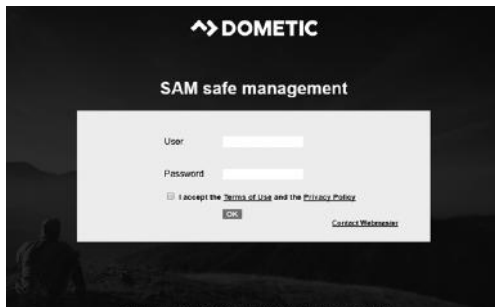 DOMETIC
SAM safe management
User
Password
I accept the Terms of Use and the Privacy Policy
OK
Contact Webmaster